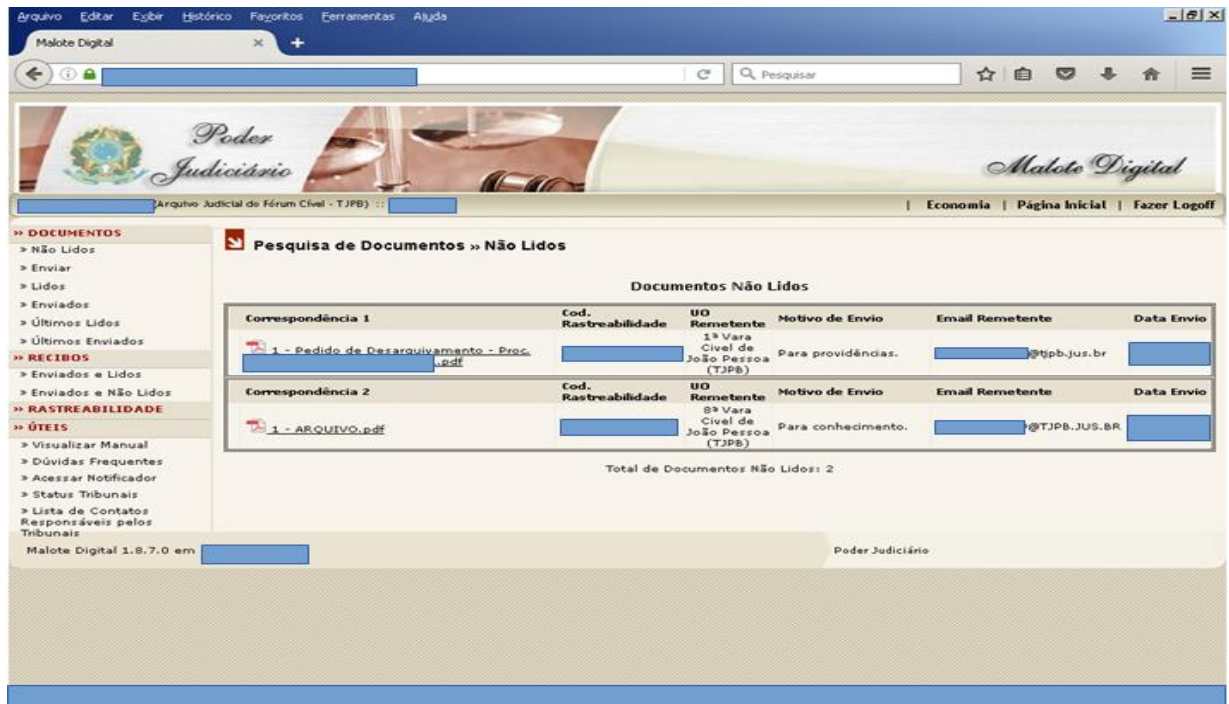 Arquivo Editar Exibir Histórico Favoritos Ferramentas Ajuda
Malote Digital
Pesquisar
Poder
Judiciário
Malote Digital
(Arquivo Judicial do Fórum Cível - TJPB) ::
| Economia | Página Inicial | Fazer Logoff
» DOCUMENTOS
» Não Lidos
» Enviar
» Lidos
» Enviados
» Últimos Lidos
» Últimos Enviados
» RECIBOS
» Enviados e Lidos
» Enviados e Não Lidos
» RASTREABILIDADE
» ÚTEIS
» Visualizar Manual
» Dúvidas Frequentes
» Acessar Notificador
» Status Tribunais
» Lista de Contatos
Responsáveis pelos
Tribunais
Pesquisa de Documentos » Não Lidos
Documentos Não Lidos
Correspondência 1 Cod. Rastreabilidade UO Remetente Motivo de Envio Email Remetente Data Envio
1 - Pedido de Desarquivamento - Proc.
.pdf
1ª Vara
Cível de
João Pessoa
(TJPB)
Para providências.
@tjpb.jus.br
Correspondência 2 Cod. Rastreabilidade UO Remetente Motivo de Envio Email Remetente Data Envio
1 - ARQUIVO.pdf
8ª Vara
Cível de
João Pessoa
(TJPB)
Para conhecimento.
@TJPB.JUS.BR
Total de Documentos Não Lidos: 2
Malote Digital 1.8.7.0 em
Poder Judiciário